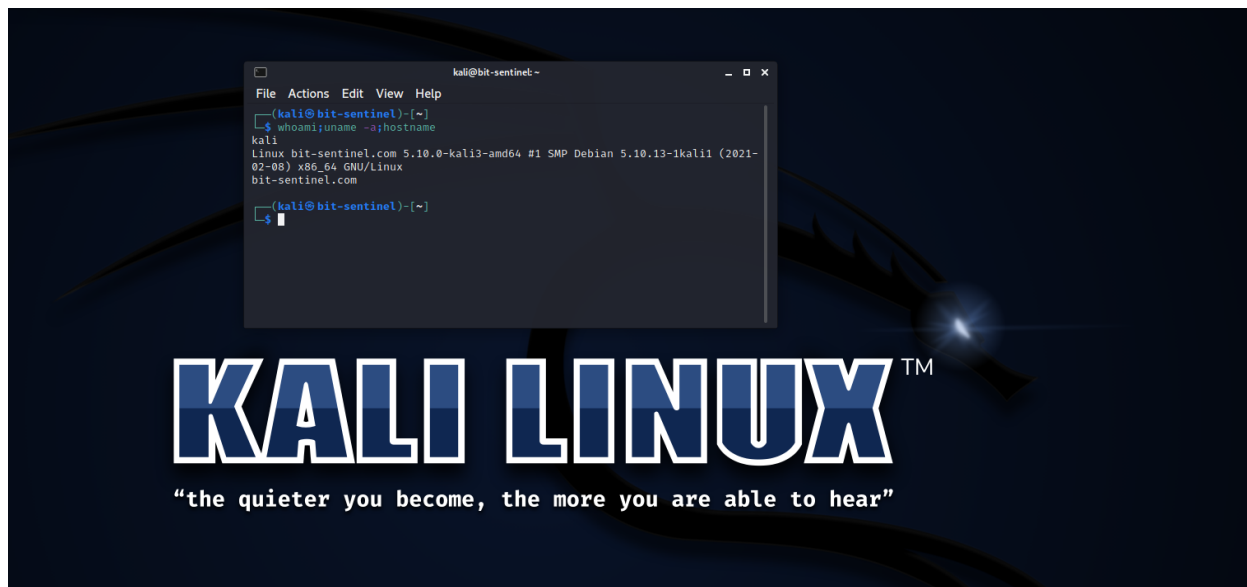 kali@bit-sentinel: ~
File Actions Edit View Help
┌──(kali㉿bit-sentinel)-[~]
└─$ whoami;uname -a;hostname
kali
Linux bit-sentinel.com 5.10.0-kali3-amd64 #1 SMP Debian 5.10.13-1kali1 (2021-
02-08) x86_64 GNU/Linux
bit-sentinel.com
┌──(kali㉿bit-sentinel)-[~]
└─$
KALI LINUX™
“the quieter you become, the more you are able to hear”